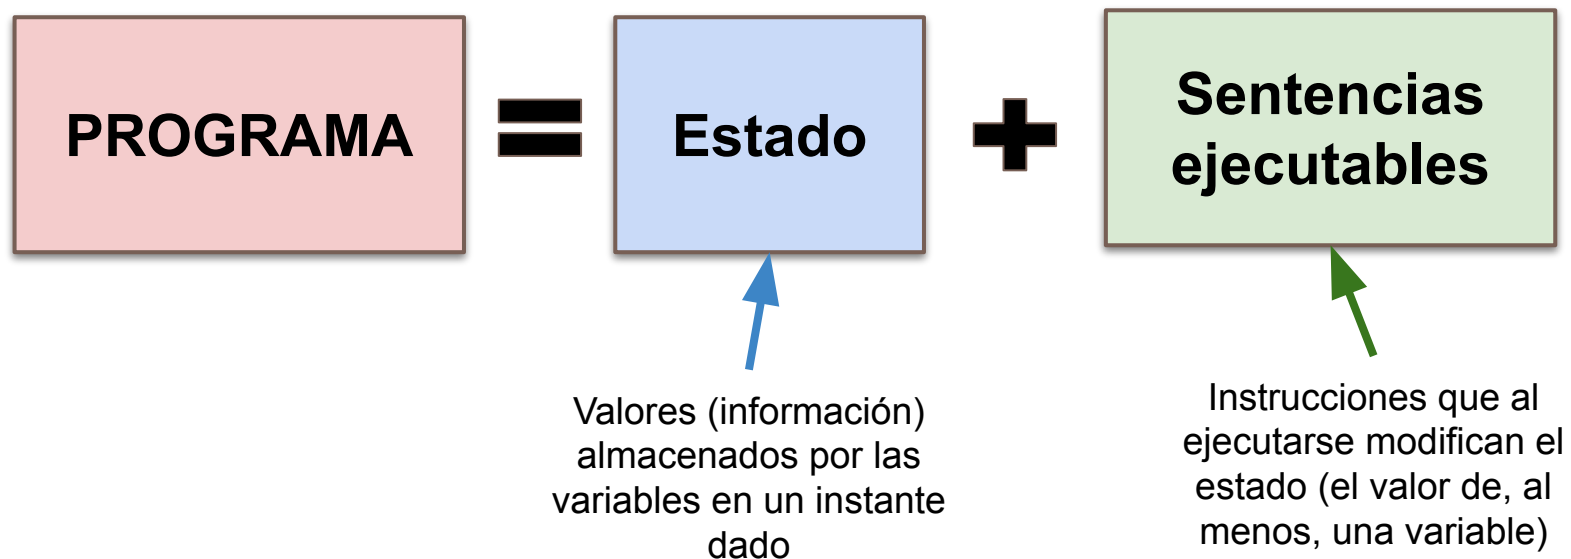 PROGRAMA
Estado
Sentencias
ejecutables
Valores (información)
almacenados por las
variables en un instante
dado
Instrucciones que al
ejecutarse modifican el
estado (el valor de, al
menos, una variable)